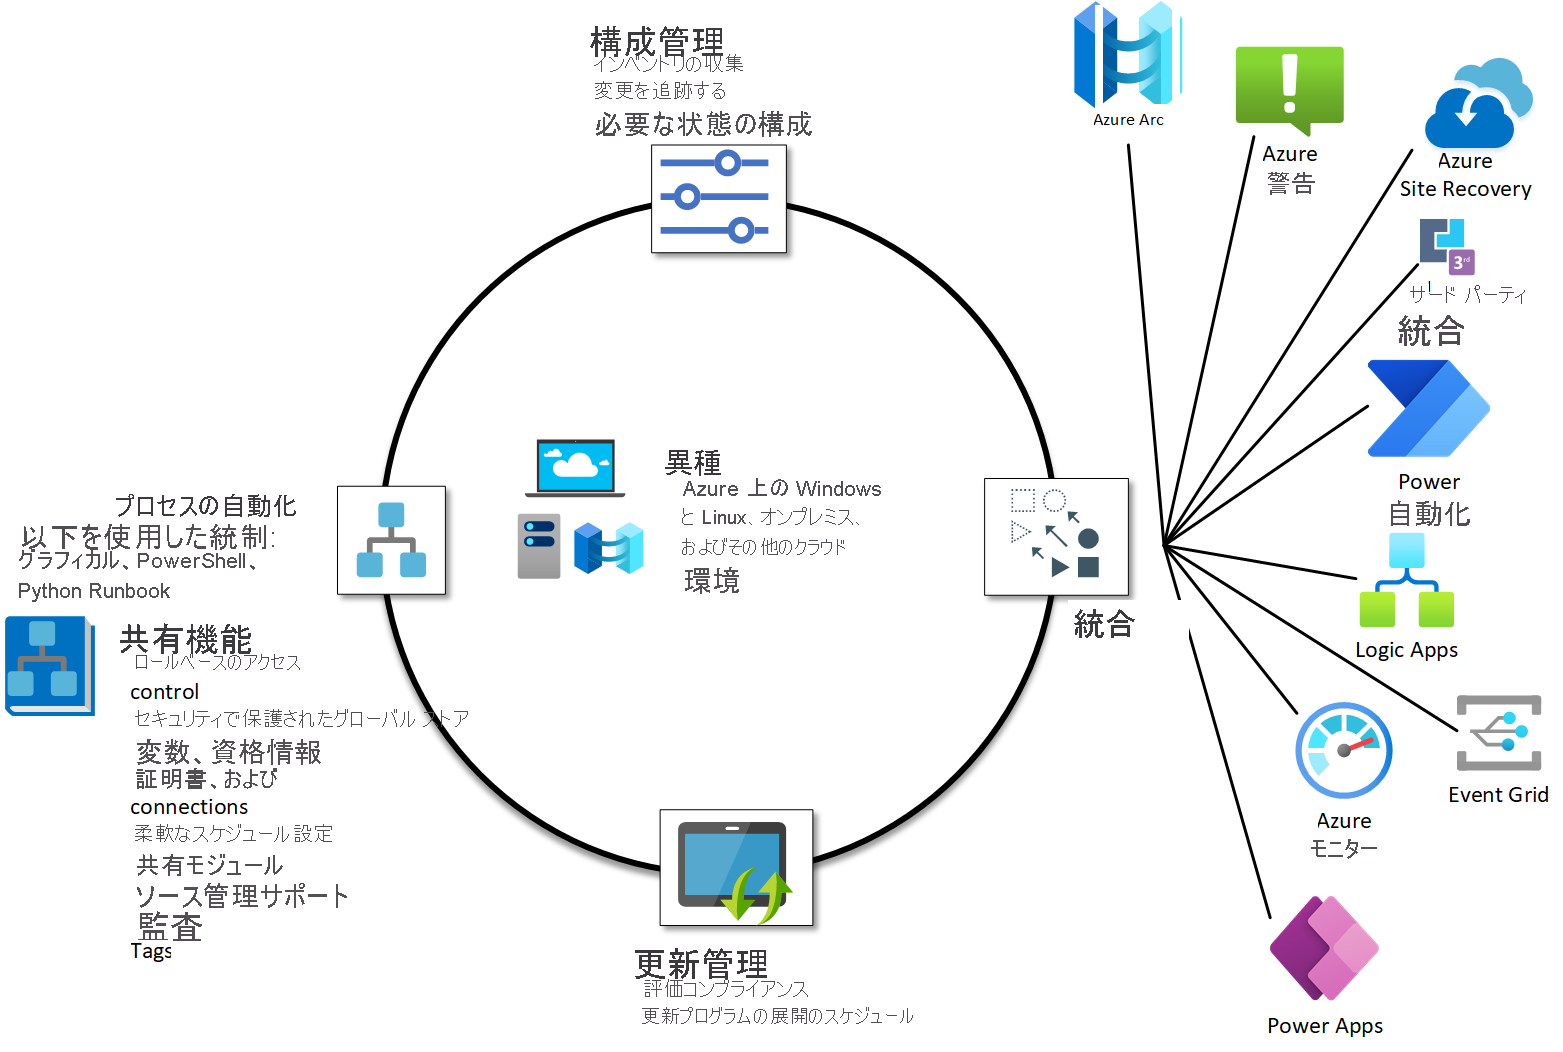 構成管理
インベントリの収集
変更を追跡する
必要な状態の構成
Azure Arc
Azure
警告
Azure
Site Recovery
3rd
サード パーティ
統合
Power
自動化
Logic Apps
Event Grid
Azure
モニター
Power Apps
統合
異種
Azure 上の Windows
と Linux、オンプレミス、
およびその他のクラウド
環境
プロセスの自動化
以下を使用した統制:
グラフィカル、PowerShell、
Python Runbook
共有機能
ロールベースのアクセス
control
セキュリティで保護されたグローバル ストア
変数、資格情報
証明書、および
connections
柔軟なスケジュール設定
共有モジュール
ソース管理サポート
監査
Tags
更新管理
評価コンプライアンス
更新プログラムの展開のスケジュール